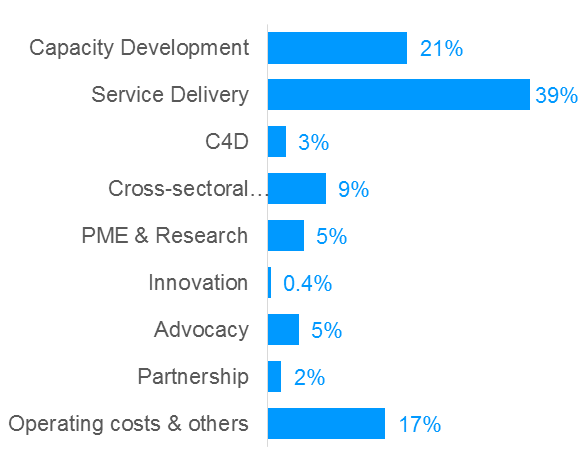 Capacity Development 21%
Service Delivery 39%
C4D 3%
Cross-sectoral… 9%
PME & Research 5%
Innovation 0.4%
Advocacy 5%
Partnership 2%
Operating costs & others 17%